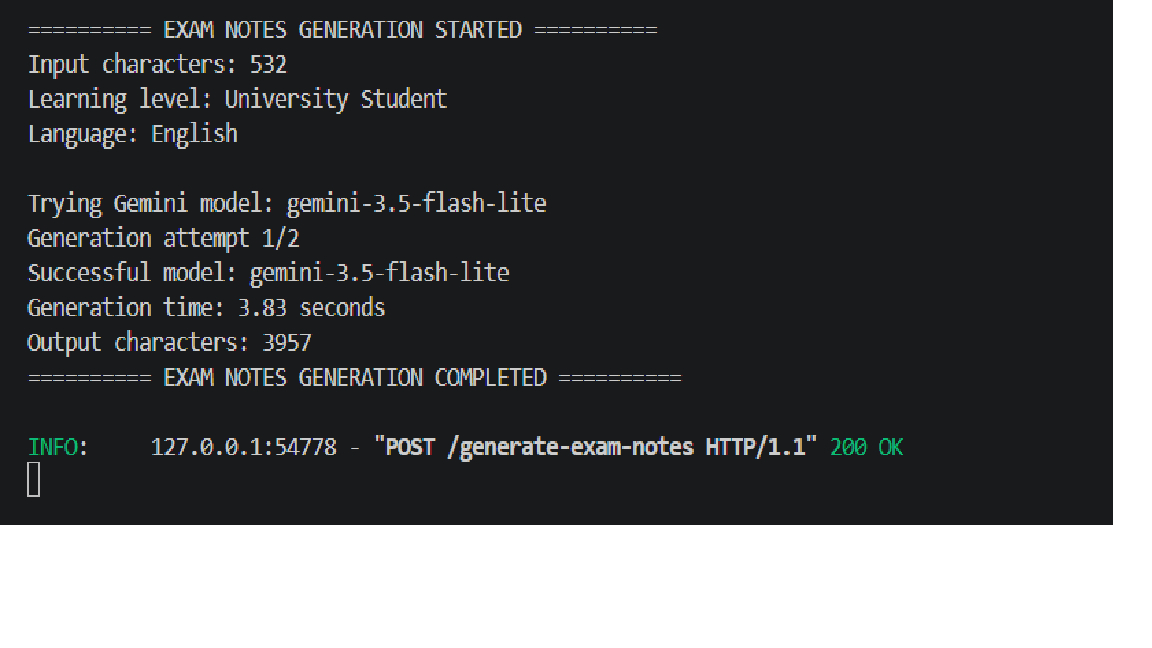 ========== EXAM NOTES GENERATION STARTED ==========
Input characters: 532
Learning level: University Student
Language: English
Trying Gemini model: gemini-3.5-flash-lite
Generation attempt 1/2
Successful model: gemini-3.5-flash-lite
Generation time: 3.83 seconds
Output characters: 3957
========== EXAM NOTES GENERATION COMPLETED ==========
INFO:     127.0.0.1:54778 - "POST /generate-exam-notes HTTP/1.1" 200 OK